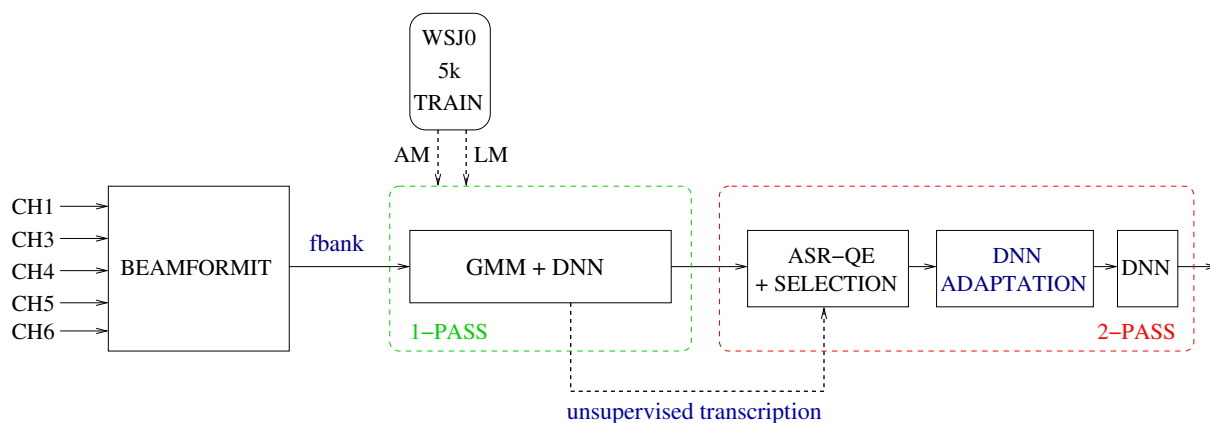 WSJ0
5k
TRAIN
AM
LM
CH1
CH3
CH4
CH5
CH6
BEAMFORMIT
fbank
GMM + DNN
1−PASS
ASR−QE
+ SELECTION
DNN
ADAPTATION
DNN
2−PASS
unsupervised transcription